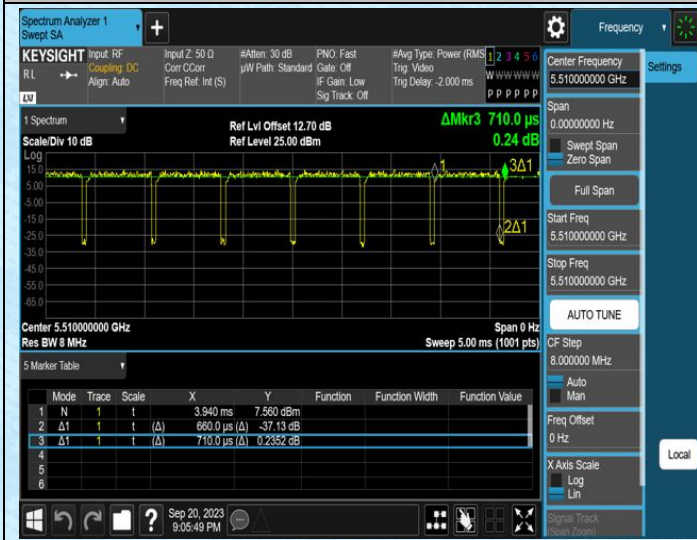 Spectrum Analyzer 1
Swept SA
+
Frequency
KEYSIGHT
RL
LXI
Input: RF
Coupling: DC
Align: Auto
Input Z: 50 Ω
Corr CCorr
Freq Ref: Int (S)
#Atten: 30 dB
µW Path: Standard
PNO: Fast
Gate: Off
IF Gain: Low
Sig Track: Off
#Avg Type: Power (RMS
Trig: Video
Trig Delay: -2.000 ms
1 2 3 4 5 6
W W W W W W
P P P P P P
1 Spectrum
Scale/Div 10 dB
Ref Lvl Offset 12.70 dB
Ref Level 25.00 dBm
ΔMkr3 710.0 µs
0.24 dB
Log
15.0
5.00
-5.00
-15.0
-25.0
-35.0
-45.0
-55.0
-65.0
1
3Δ1
2Δ1
Center 5.510000000 GHz
Res BW 8 MHz
Span 0 Hz
Sweep 5.00 ms (1001 pts)
5 Marker Table
Mode Trace Scale X Y Function Function Width Function Value
1 N 1 t 3.940 ms 7.560 dBm
2 Δ1 1 t (Δ) 660.0 µs (Δ) -37.13 dB
3 Δ1 1 t (Δ) 710.0 µs (Δ) 0.2352 dB
4
5
6
?
Sep 20, 2023
9:05:49 PM
Center Frequency
5.510000000 GHz
Span
0.00000000 Hz
Swept Span
Zero Span
Full Span
Start Freq
5.510000000 GHz
Stop Freq
5.510000000 GHz
AUTO TUNE
CF Step
8.000000 MHz
Auto
Man
Freq Offset
0 Hz
X Axis Scale
Log
Lin
Signal Track
(Span Zoom)
Settings
Local